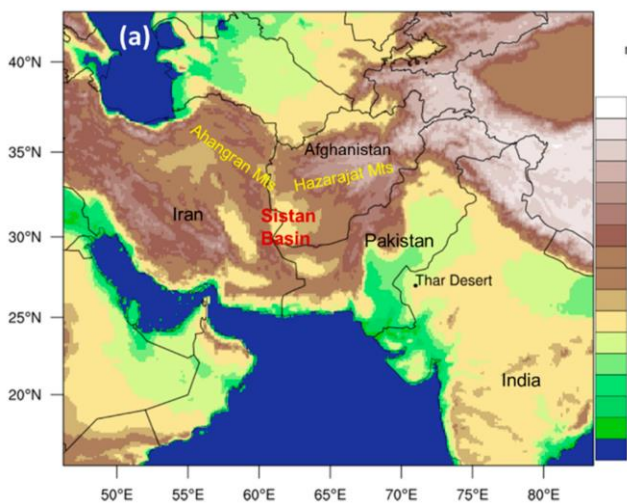 (a)
40°N
35°N
30°N
25°N
20°N
Afghanistan
Ahangran Mts
Hazarajat Mts
Iran
Sistan
Basin
Pakistan
Thar Desert
India
50°E 55°E 60°E 65°E 70°E 75°E 80°E